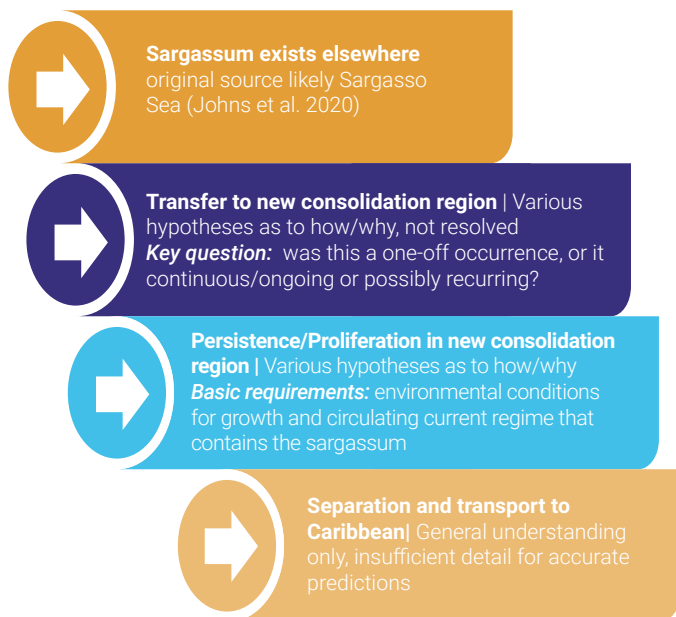 Sargassum exists elsewhere
original source likely Sargasso
Sea (Johns et al. 2020)
Transfer to new consolidation region | Various
hypotheses as to how/why, not resolved
Key question: was this a one-off occurrence, or it
continuous/ongoing or possibly recurring?
Persistence/Proliferation in new consolidation
region | Various hypotheses as to how/why
Basic requirements: environmental conditions
for growth and circulating current regime that
contains the sargassum
Separation and transport to
Caribbean| General understanding
only, insufficient detail for accurate
predictions